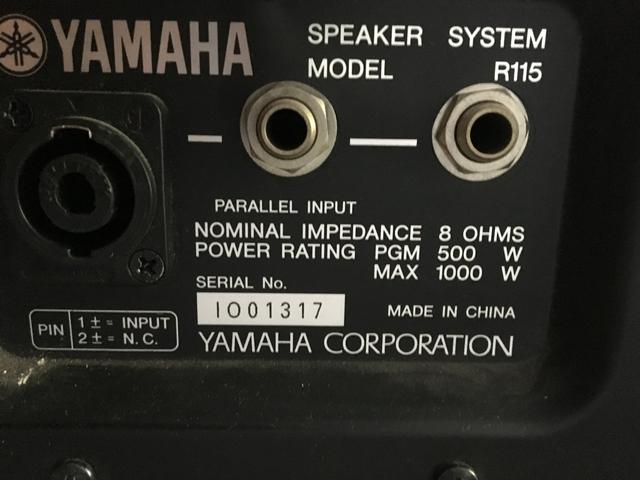 YAMAHA
SPEAKER SYSTEM
MODEL R115
PARALLEL INPUT
NOMINAL IMPEDANCE 8 OHMS
POWER RATING PGM 500 W
MAX 1000 W
SERIAL No.
IO01317
MADE IN CHINA
YAMAHA CORPORATION
PIN 1 ± = INPUT
2 ± = N.C.